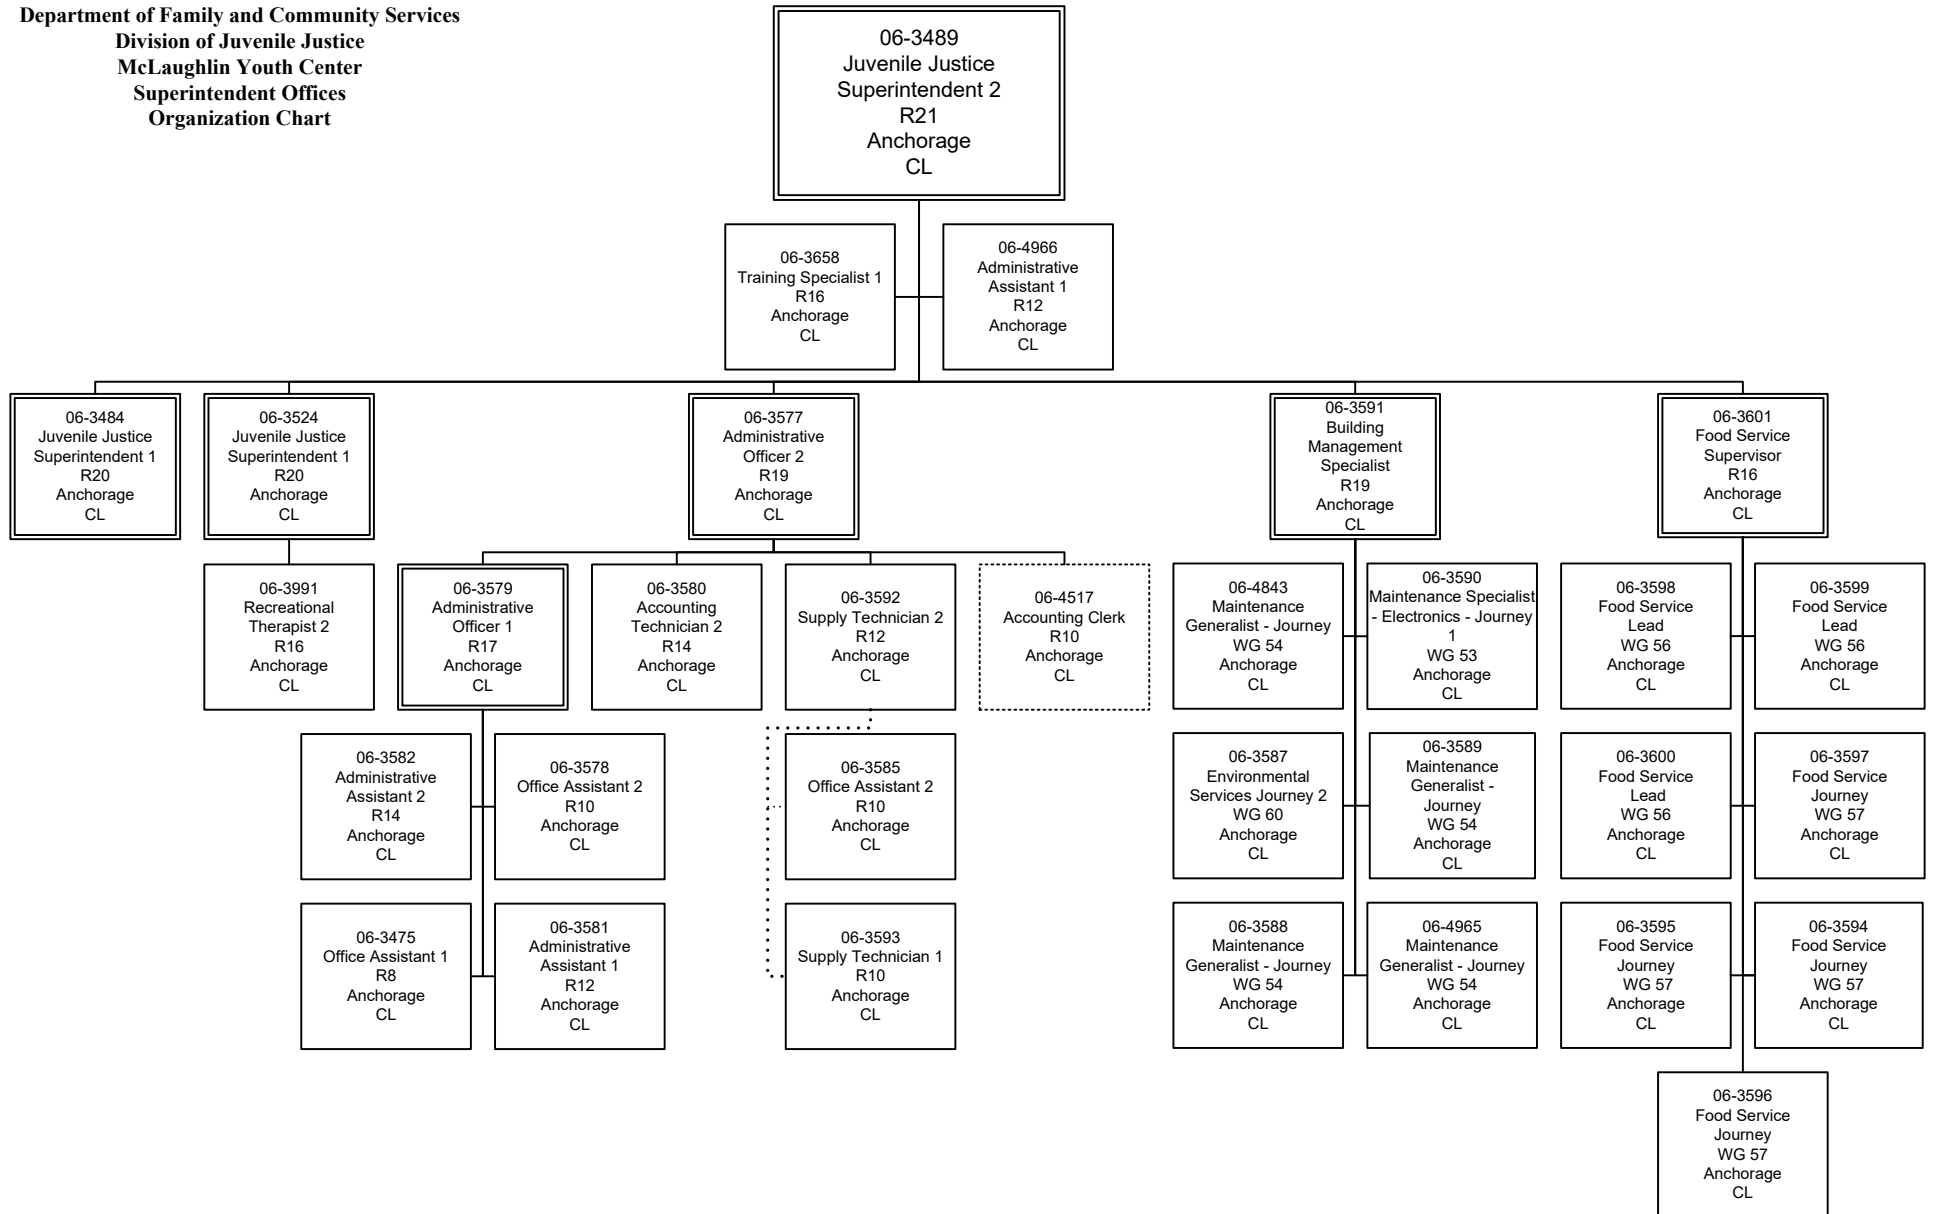 Department of Family and Community Services
Division of Juvenile Justice
McLaughlin Youth Center
Superintendent Offices
Organization Chart
06-3489
Juvenile Justice
Superintendent 2
R21
Anchorage
CL
06-3658
Training Specialist 1
R16
Anchorage
CL
06-4966
Administrative
Assistant 1
R12
Anchorage
CL
06-3484
Juvenile Justice
Superintendent 1
R20
Anchorage
CL
06-3524
Juvenile Justice
Superintendent 1
R20
Anchorage
CL
06-3577
Administrative
Officer 2
R19
Anchorage
CL
06-3591
Building
Management
Specialist
R19
Anchorage
CL
06-3601
Food Service
Supervisor
R16
Anchorage
CL
06-3991
Recreational
Therapist 2
R16
Anchorage
CL
06-3579
Administrative
Officer 1
R17
Anchorage
CL
06-3580
Accounting
Technician 2
R14
Anchorage
CL
06-3592
Supply Technician 2
R12
Anchorage
CL
06-4517
Accounting Clerk
R10
Anchorage
CL
06-4843
Maintenance
Generalist - Journey
WG 54
Anchorage
CL
06-3590
Maintenance Specialist
- Electronics - Journey
1
WG 53
Anchorage
CL
06-3598
Food Service
Lead
WG 56
Anchorage
CL
06-3599
Food Service
Lead
WG 56
Anchorage
CL
06-3582
Administrative
Assistant 2
R14
Anchorage
CL
06-3578
Office Assistant 2
R10
Anchorage
CL
06-3585
Office Assistant 2
R10
Anchorage
CL
06-3587
Environmental
Services Journey 2
WG 60
Anchorage
CL
06-3589
Maintenance
Generalist -
Journey
WG 54
Anchorage
CL
06-3600
Food Service
Lead
WG 56
Anchorage
CL
06-3597
Food Service
Journey
WG 57
Anchorage
CL
06-3475
Office Assistant 1
R8
Anchorage
CL
06-3581
Administrative
Assistant 1
R12
Anchorage
CL
06-3593
Supply Technician 1
R10
Anchorage
CL
06-3588
Maintenance
Generalist - Journey
WG 54
Anchorage
CL
06-4965
Maintenance
Generalist - Journey
WG 54
Anchorage
CL
06-3595
Food Service
Journey
WG 57
Anchorage
CL
06-3594
Food Service
Journey
WG 57
Anchorage
CL
06-3596
Food Service
Journey
WG 57
Anchorage
CL